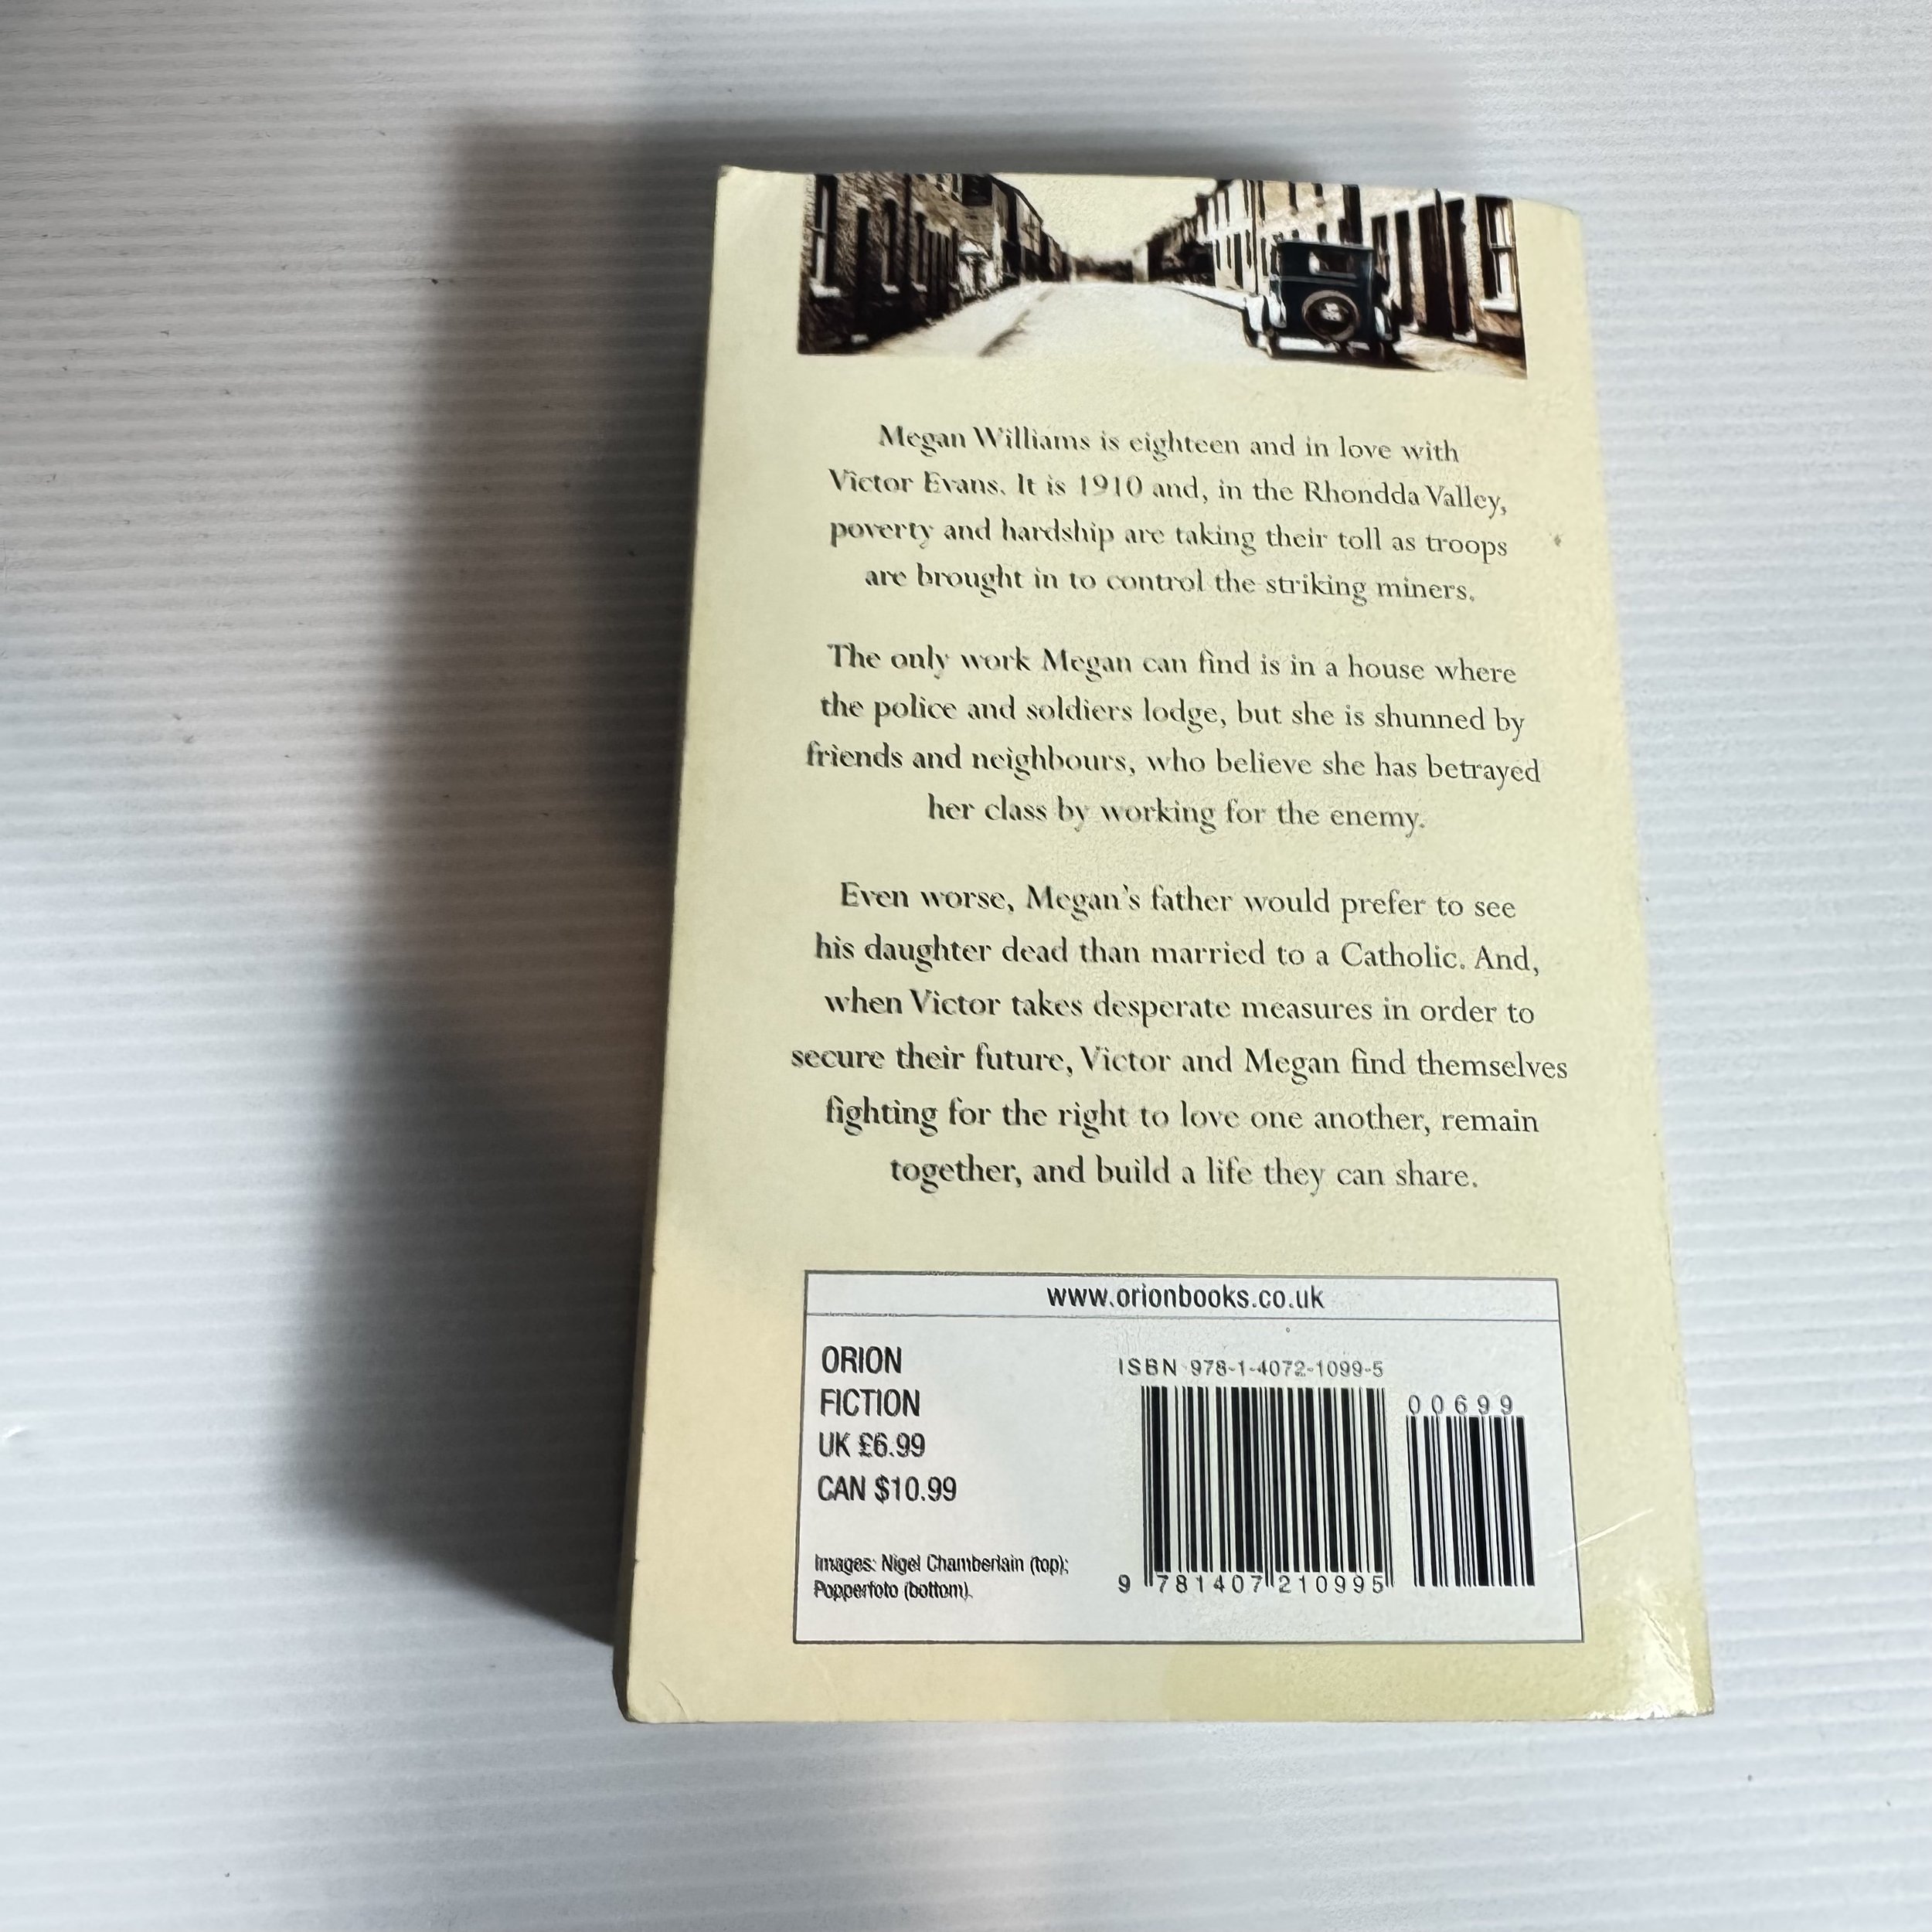 Megan Williams is eighteen and in love with
Victor Evans. It is 1910 and, in the Rhondda Valley,
poverty and hardship are taking their toll as troops
are brought in to control the striking miners.
The only work Megan can find is in a house where
the police and soldiers lodge, but she is shunned by
friends and neighbours, who believe she has betrayed
her class by working for the enemy.
Even worse, Megan's father would prefer to see
his daughter dead than married to a Catholic. And,
when Victor takes desperate measures in order to
secure their future, Victor and Megan find themselves
fighting for the right to love one another, remain
together, and build a life they can share.
www.orionbooks.co.uk
ORION
FICTION
UK £6.99
CAN $10.99
Images: Nigel Chamberlain (top);
Popperfoto (bottom).
ISBN 978-1-4072-1099-5
00699
9 781407 210995